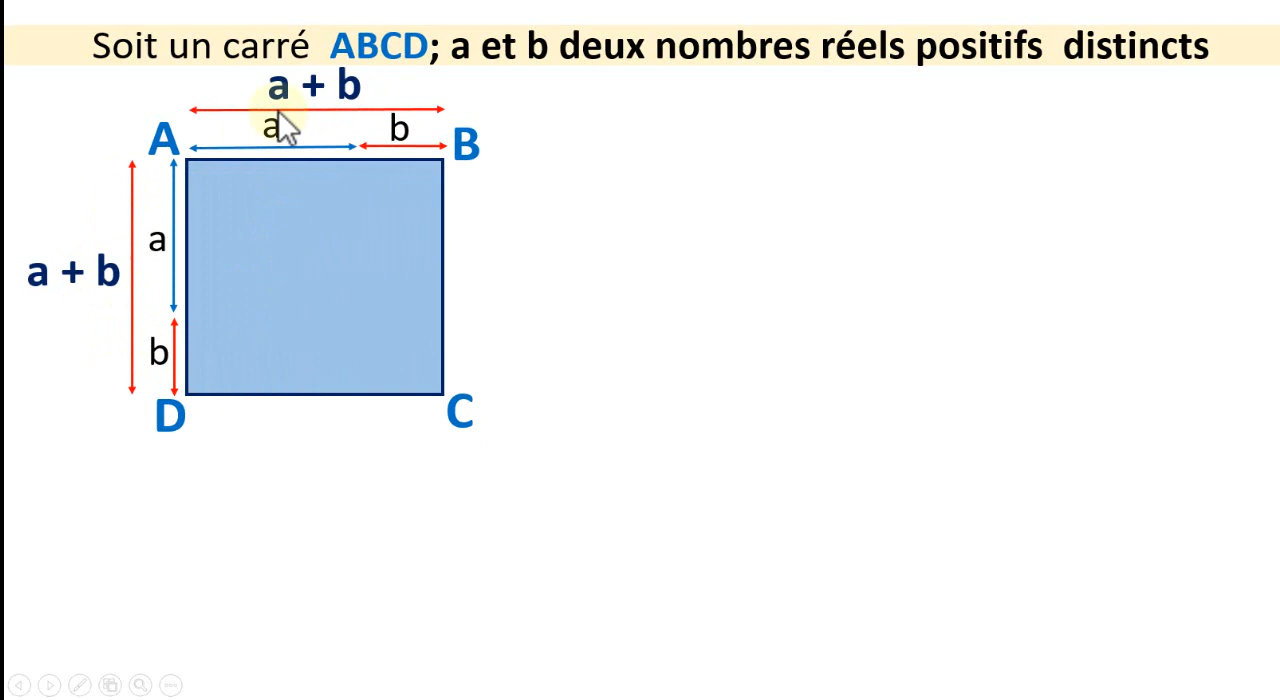 Soit un carré ABCD; a et b deux nombres réels positifs distincts
a + b
a b
A B
a
a + b
b
D C